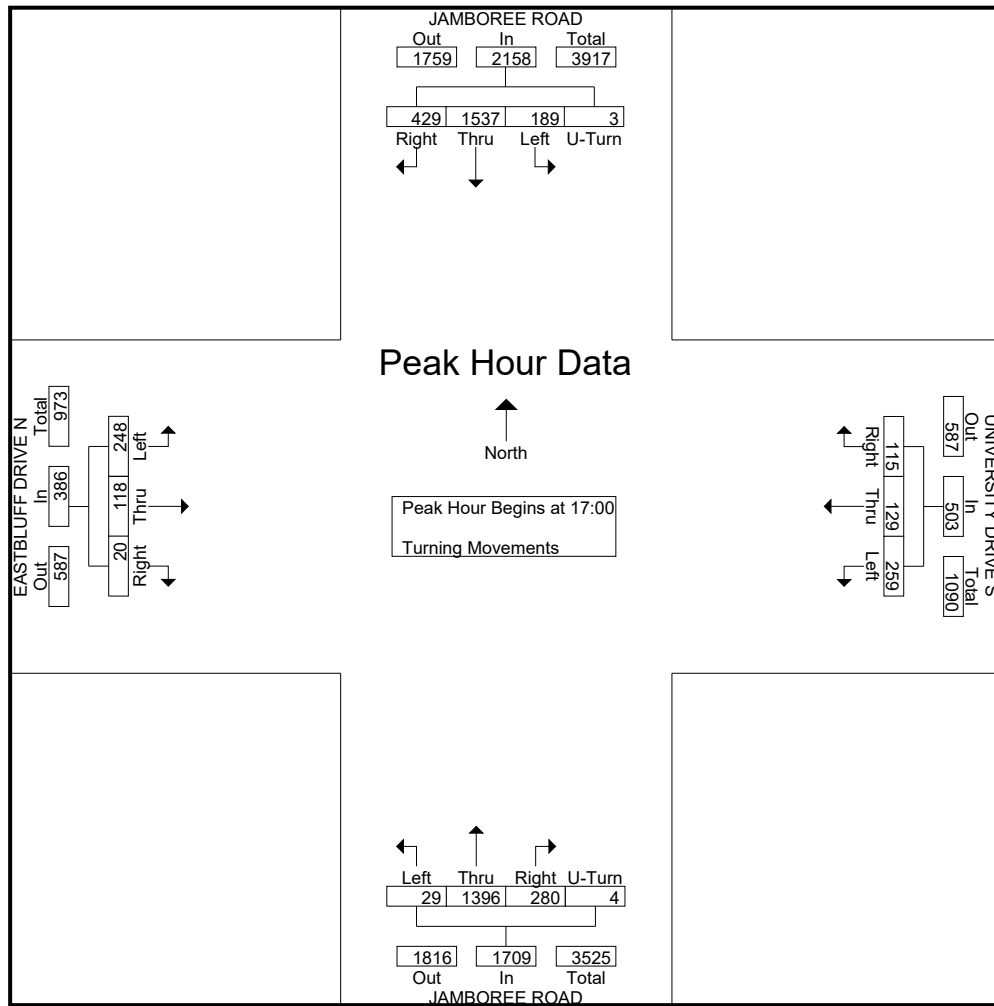 JAMBOREE ROAD
Out In Total
1759 2158 3917
429 1537 189 3
Right Thru Left U-Turn
Peak Hour Data
North
Peak Hour Begins at 17:00
Turning Movements
EASTBLUFF DRIVE N
Total In Out
973 386 587
248 118 20
Left Thru Right
UNIVERSITY DRIVE S
Out In Total
587 503 1090
115 129 259
Right Thru Left
Left Thru Right U-Turn
29 1396 280 4
1816 1709 3525
Out In Total
JAMBOREE ROAD